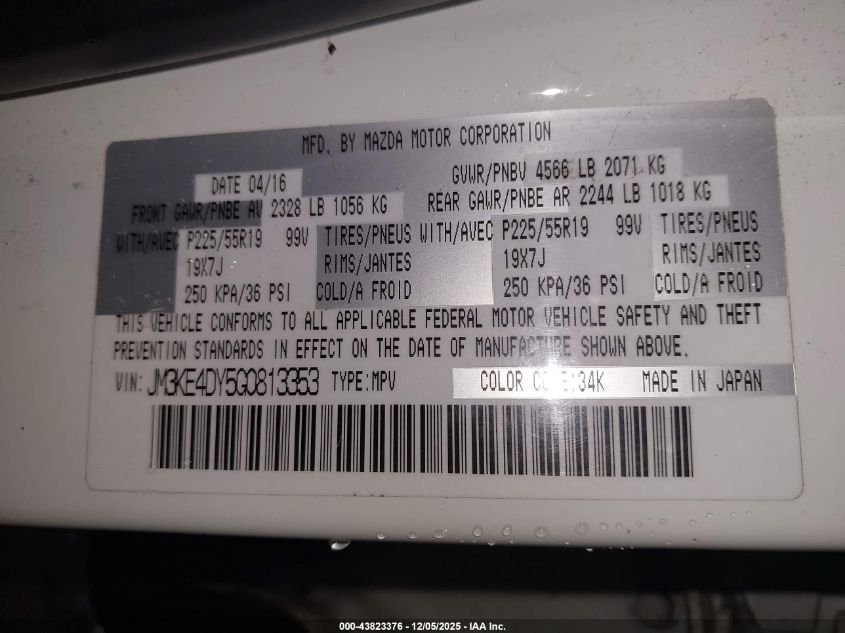 MFD. BY MAZDA MOTOR CORPORATION
DATE 04/16 GVWR/PNBV 4566 LB 2071 KG
FRONT GAWR/PNBE AV 2328 LB 1056 KG REAR GAWR/PNBE AR 2244 LB 1018 KG
WITH/AVEC P225/55R19 99V TIRES/PNEUS WITH/AVEC P225/55R19 99V TIRES/PNEUS
19X7J RIMS/JANTES 19X7J RIMS/JANTES
250 KPA/36 PSI COLD/A FROID 250 KPA/36 PSI COLD/A FROID
THIS VEHICLE CONFORMS TO ALL APPLICABLE FEDERAL MOTOR VEHICLE SAFETY AND THEFT
PREVENTION STANDARDS IN EFFECT ON THE DATE OF MANUFACTURE SHOWN ABOVE.
VIN: JM3KE4DY5G0813353 TYPE:MPV COLOR CODE:34K MADE IN JAPAN
000-43823376 - 12/05/2025 - IAA Inc.